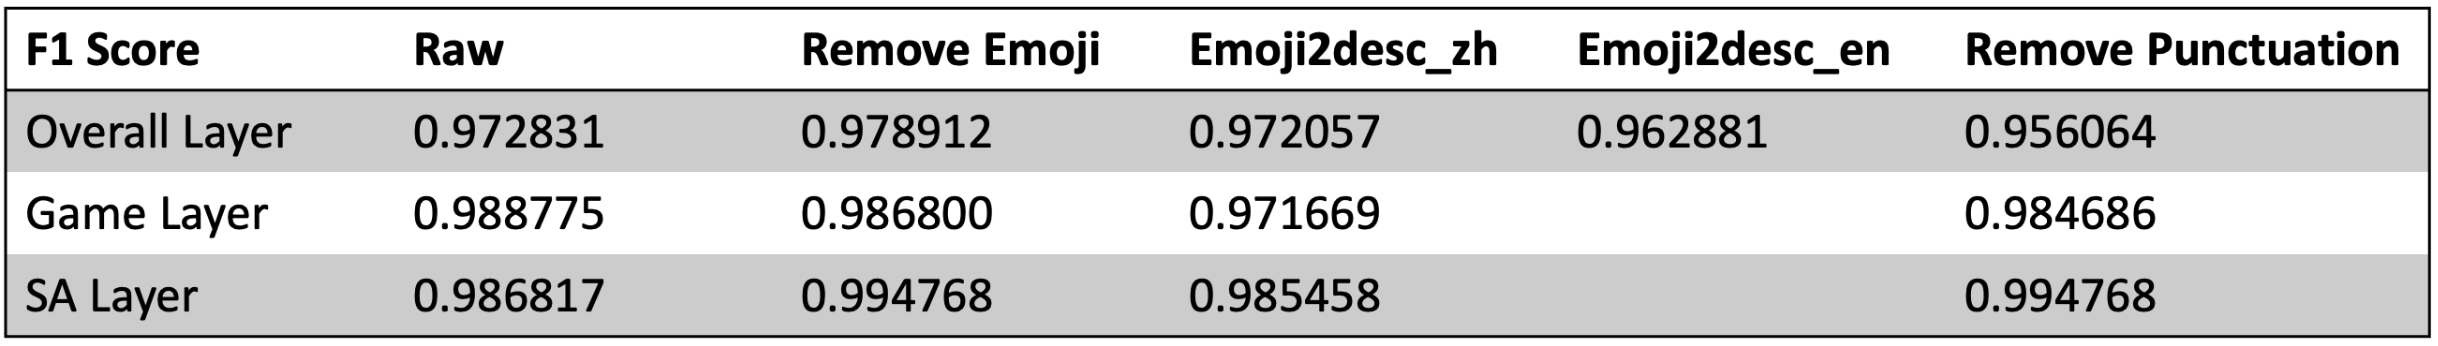 F1 Score Raw Remove Emoji Emoji2desc_zh Emoji2desc_en Remove Punctuation
Overall Layer 0.972831 0.978912 0.972057 0.962881 0.956064
Game Layer 0.988775 0.986800 0.971669 0.984686
SA Layer 0.986817 0.994768 0.985458 0.994768